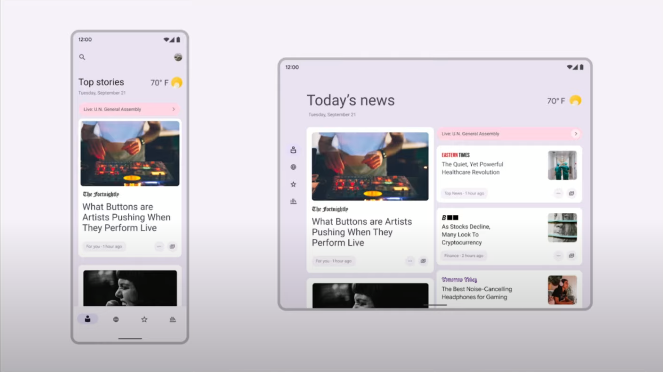 12:00
Top stories
70° F
Tuesday, September 21
Live: U.N. General Assembly
The Fortnightly
What Buttons are
Artists Pushing When
They Perform Live
For you · 1 hour ago
12:00
Today's news
70° F
Tuesday, September 21
The Fortnightly
What Buttons are Artists
Pushing When They
Perform Live
For you · 1 hour ago
Live: U.N. General Assembly
EASTERN TIMES
The Quiet, Yet Powerful
Healthcare Revolution
Top News · 1 hour ago
As Stocks Decline,
Many Look To
Cryptocurrency
Finance · 2 hours ago
The Best Noise-Cancelling
Headphones for Gaming